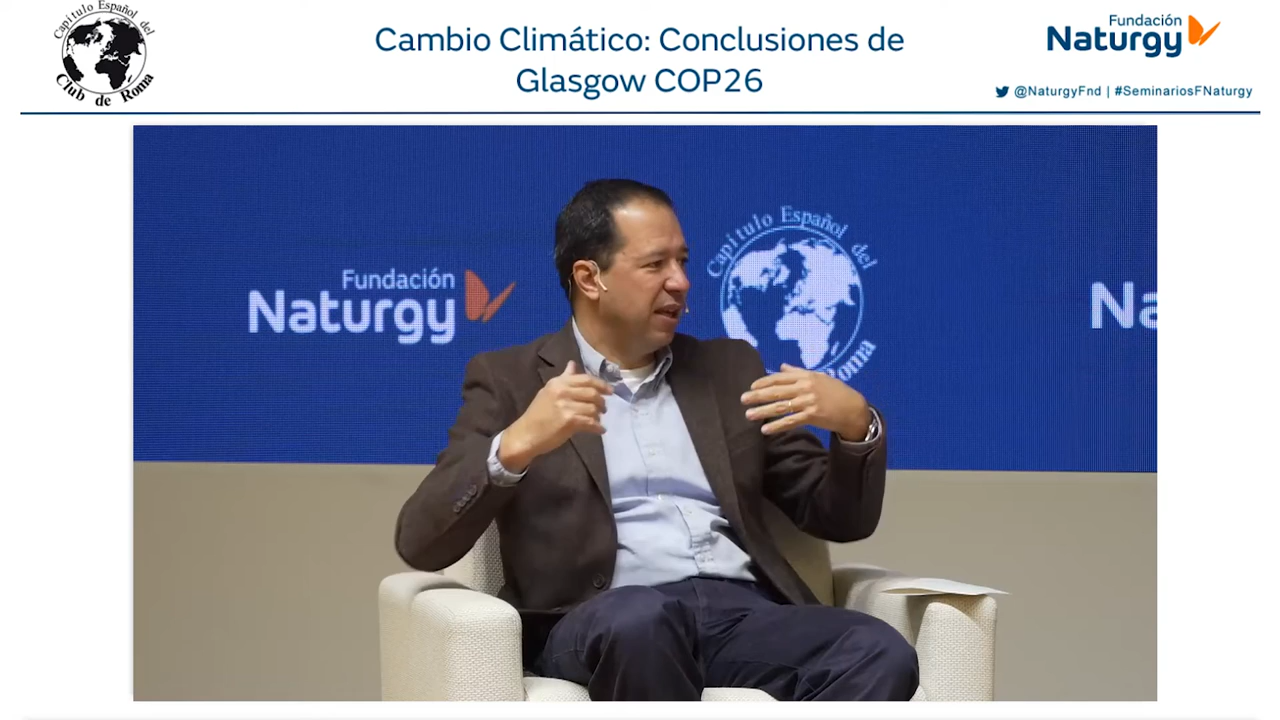 Capítulo Español del
Club de Roma
Cambio Climático: Conclusiones de
Glasgow COP26
Fundación
Naturgy
@NaturgyFnd | #SeminariosFNaturgy
Fundación
Naturgy
Capítulo Español del
Roma
Na